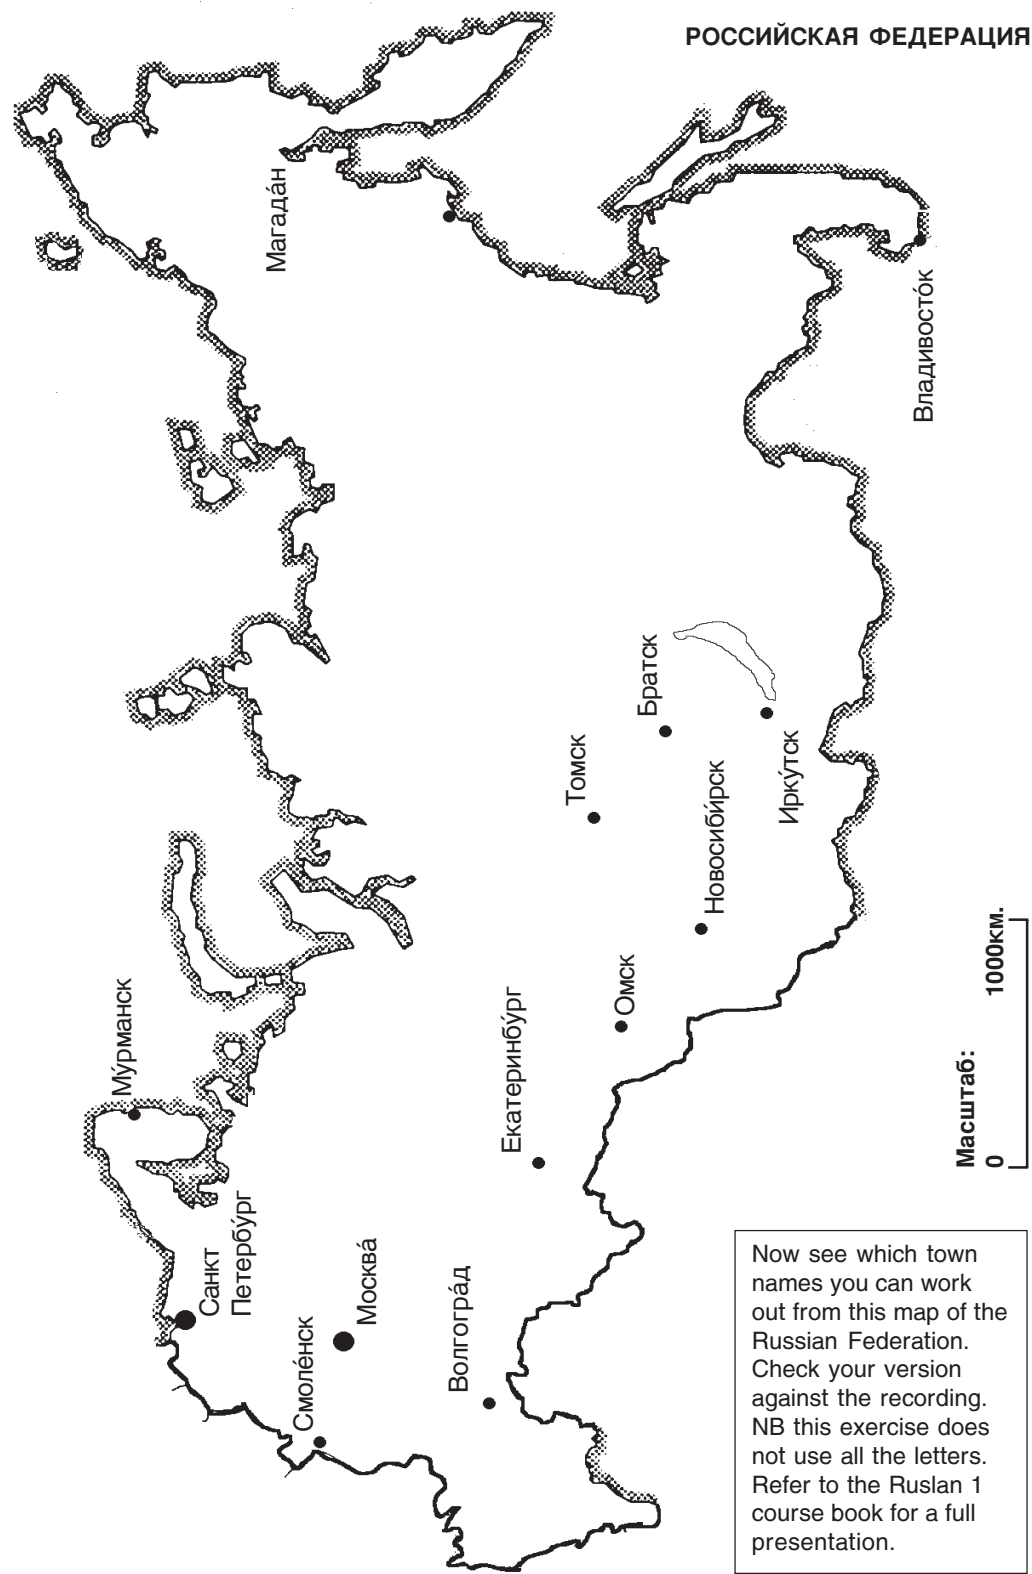 РОССИЙСКАЯ ФЕДЕРАЦИЯ
Магада́н
Владивосто́к
Братск
Томск
Ирку́тск
Новосиби́рск
Омск
Му́рманск
Екатеринбу́рг
Санкт
Петербу́рг
Москва́
Смоле́нск
Волгогра́д
Масштаб:
0 1000км.
Now see which town
names you can work
out from this map of the
Russian Federation.
Check your version
against the recording.
NB this exercise does
not use all the letters.
Refer to the Ruslan 1
course book for a full
presentation.